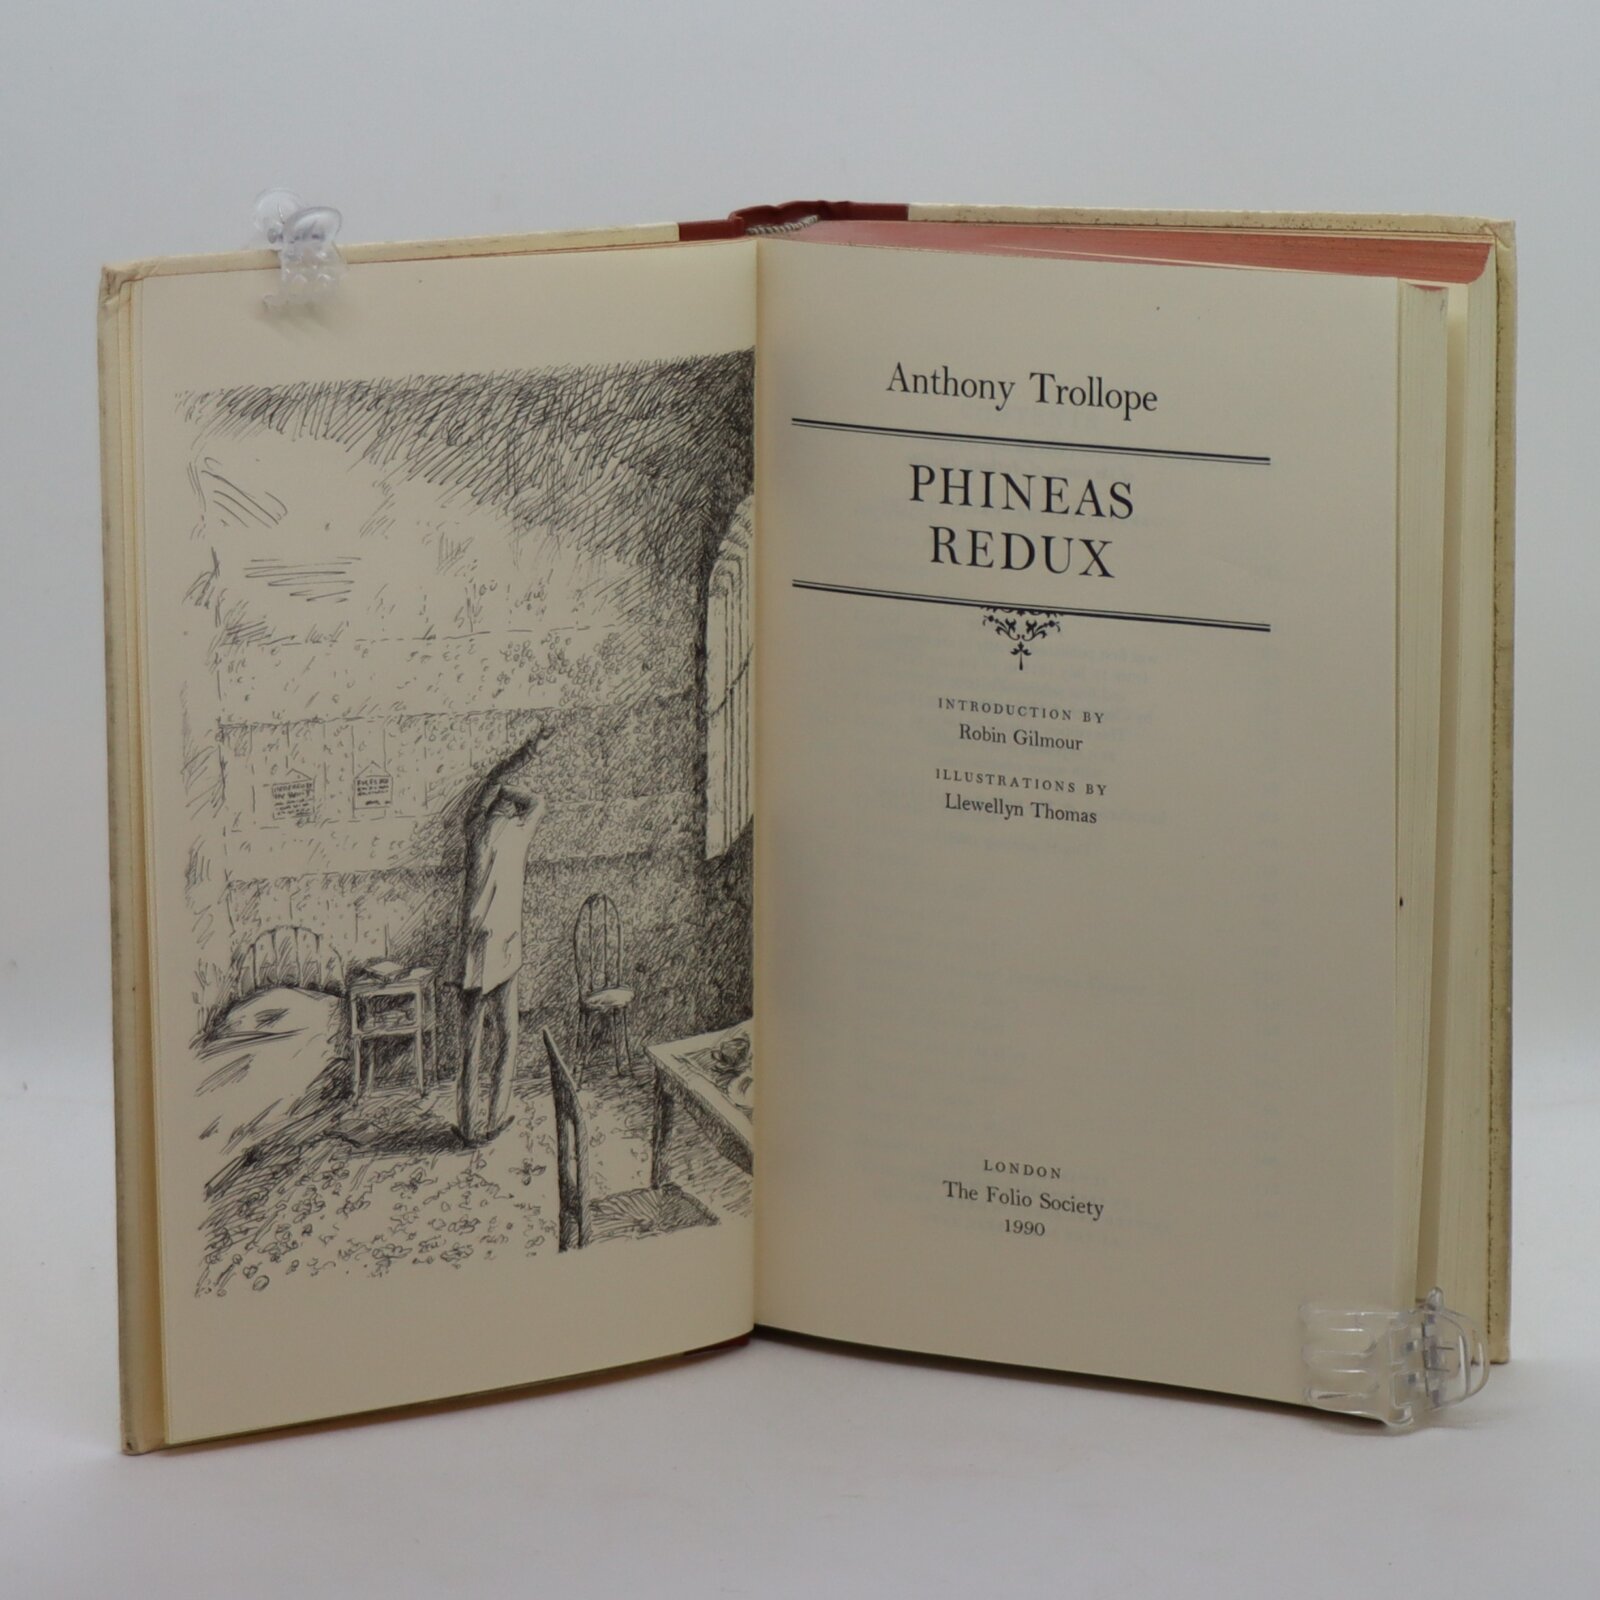 Anthony Trollope
PHINEAS
REDUX
INTRODUCTION BY
Robin Gilmour
ILLUSTRATIONS BY
Llewellyn Thomas
LONDON
The Folio Society
1990